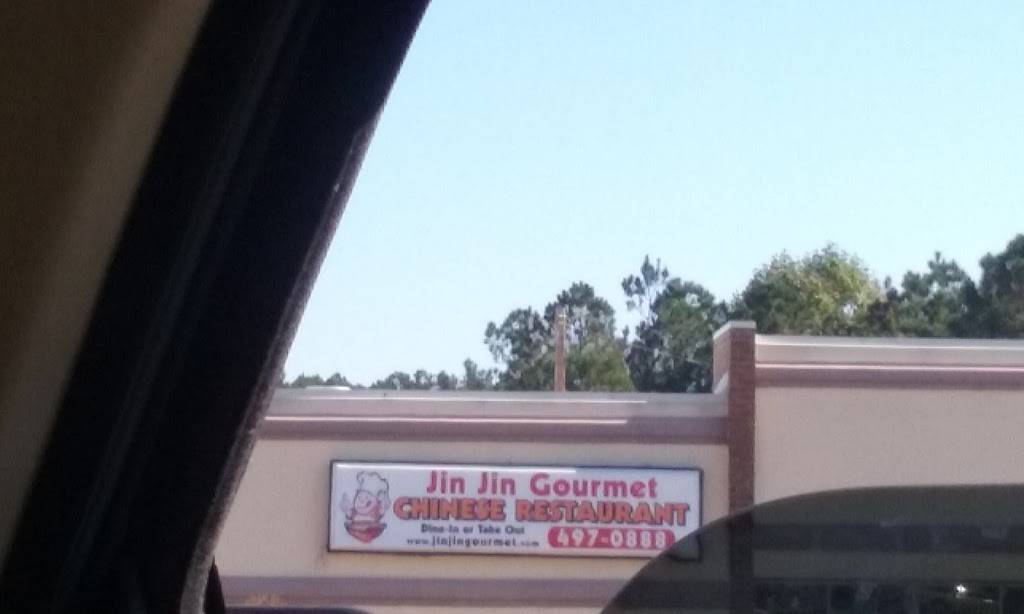 Jin Jin Gourmet
CHINESE RESTAURANT
Dine-In or Take Out
www.jinjingourmet.com
497-0888